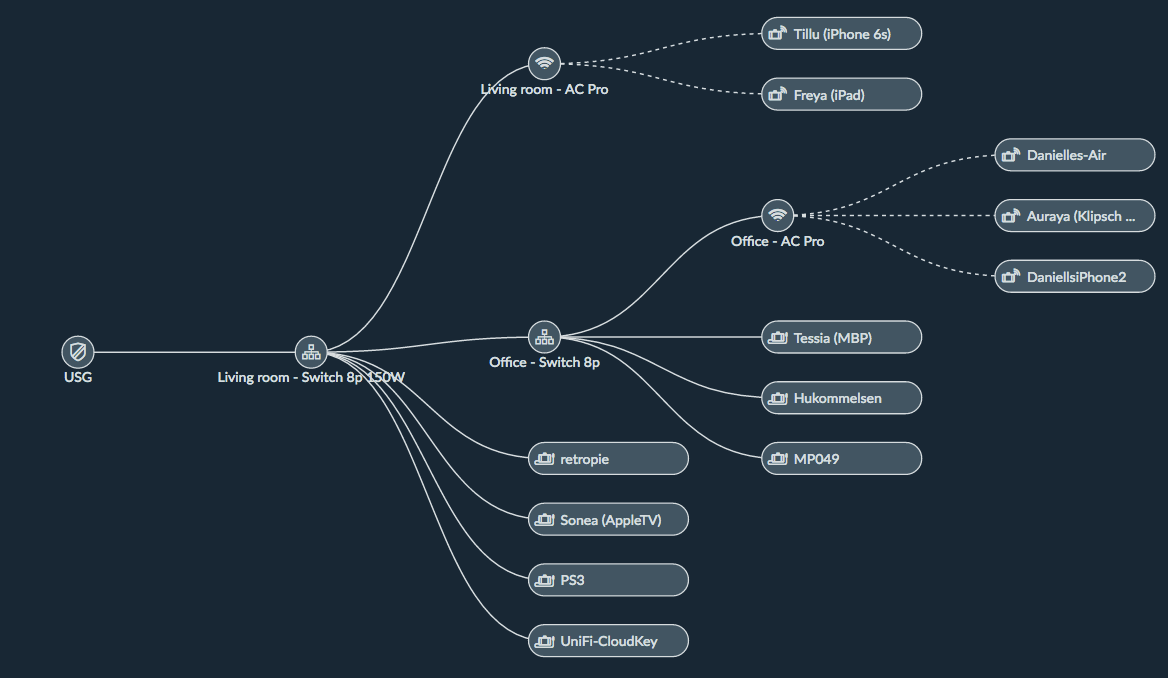 Tillu (iPhone 6s)
Living room - AC Pro
Freya (iPad)
Danielles-Air
Auraya (Klipsch ...
Office - AC Pro
DaniellsiPhone2
Tessia (MBP)
USG
Living room - Switch 8p 150W
Office - Switch 8p
Hukommelsen
retropie
MP049
Sonea (AppleTV)
PS3
UniFi-CloudKey